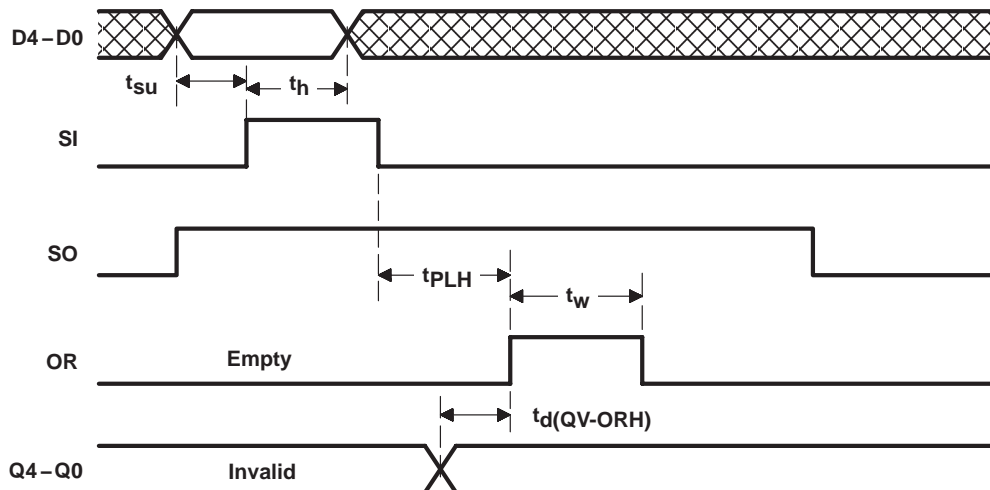 D4–D0
tsu
th
SI
SO
tPLH
tw
OR
Empty
td(QV-ORH)
Q4–Q0
Invalid